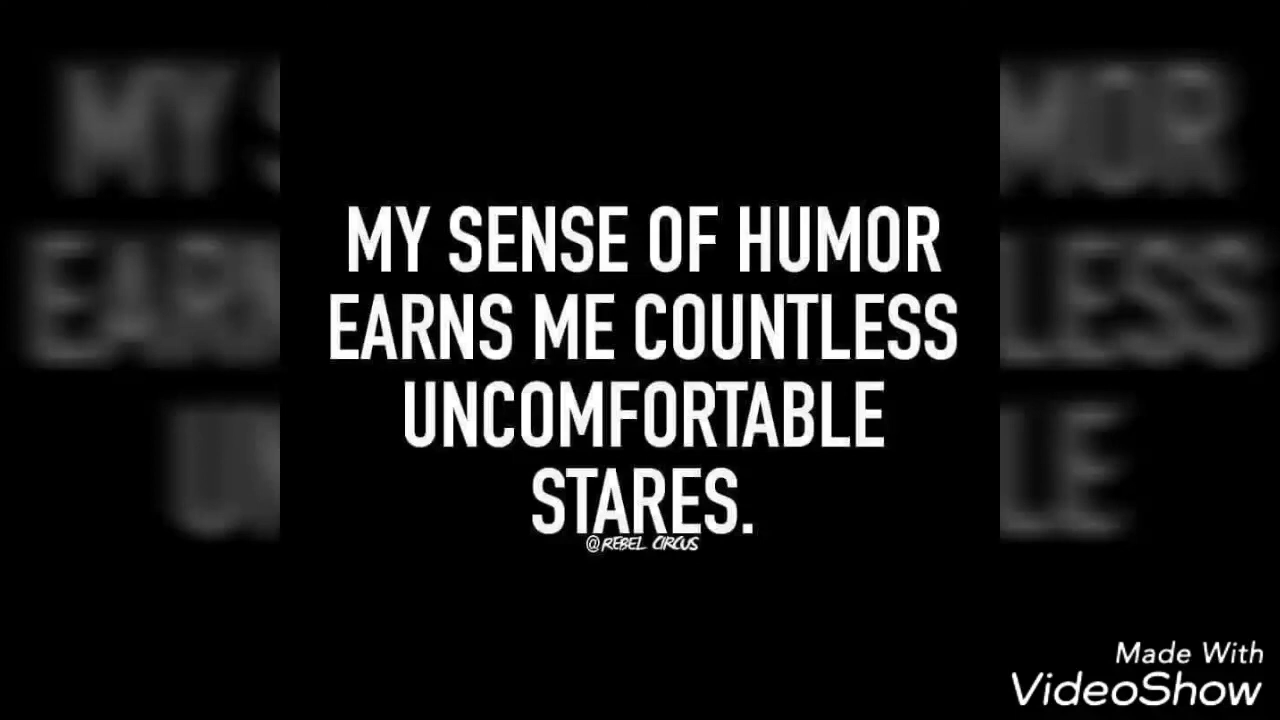 MY SENSE OF HUMOR
EARNS ME COUNTLESS
UNCOMFORTABLE
STARES.
@REBEL CIRCUS
Made With
VideoShow